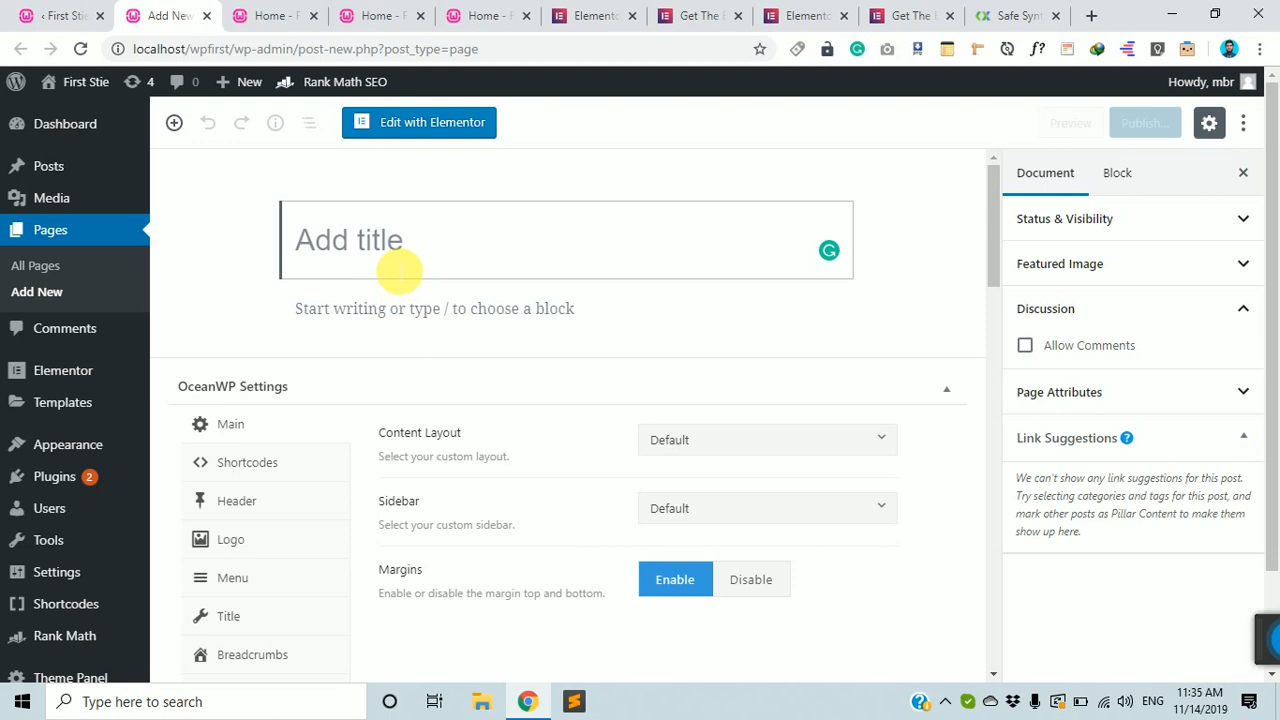 ‹ First Stie
Add New
Home - F
Home - F
Home - F
Elemento
Get The E
Elemento
Get The E
Safe Synt
localhost/wpfirst/wp-admin/post-new.php?post_type=page
First Stie
4
0
New
Rank Math SEO
Howdy, mbr
Dashboard
Posts
Media
Pages
All Pages
Add New
Comments
Elementor
Templates
Appearance
Plugins 2
Users
Tools
Settings
Shortcodes
Rank Math
Theme Panel
Edit with Elementor
Preview
Publish...
Add title
Start writing or type / to choose a block
OceanWP Settings
Main
Shortcodes
Header
Logo
Menu
Title
Breadcrumbs
Content Layout
Select your custom layout.
Default
Sidebar
Select your custom sidebar.
Default
Margins
Enable or disable the margin top and bottom.
Enable
Disable
Document
Block
Status & Visibility
Featured Image
Discussion
Allow Comments
Page Attributes
Link Suggestions
We can't show any link suggestions for this post.
Try selecting categories and tags for this post, and
mark other posts as Pillar Content to make them
show up here.
Type here to search
ENG
11:35 AM
11/14/2019